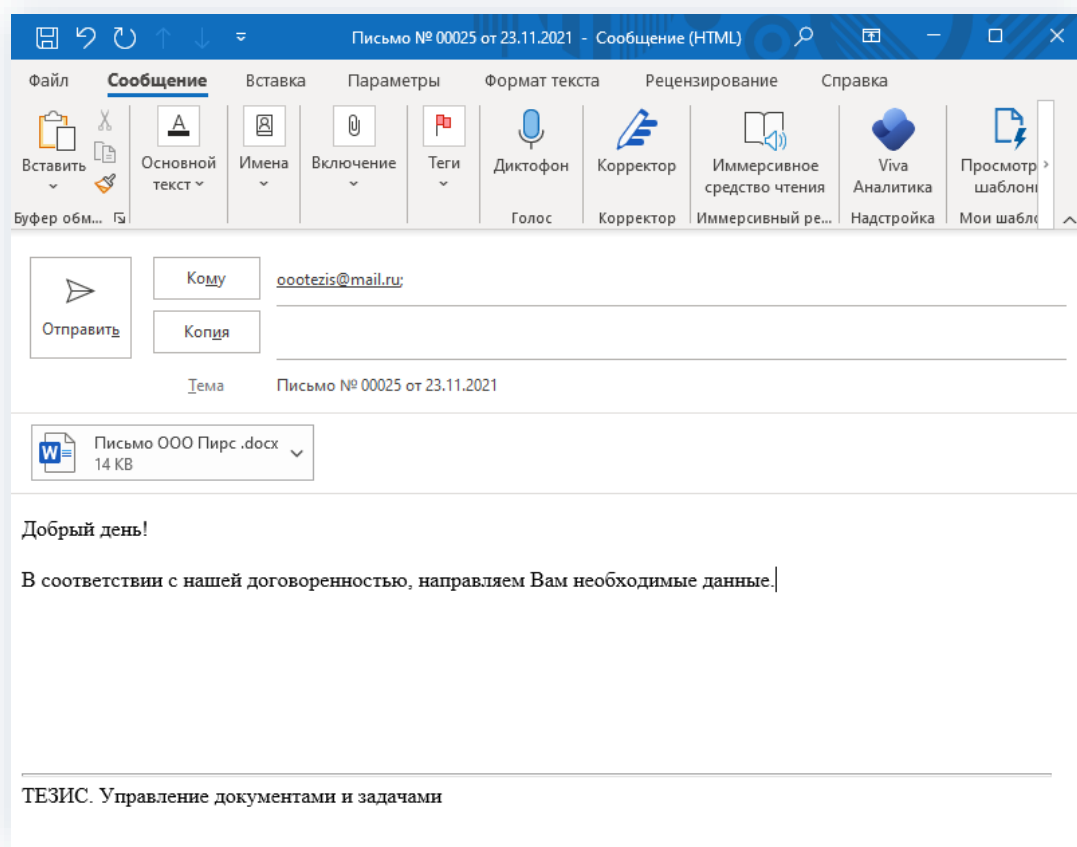 Письмо № 00025 от 23.11.2021 - Сообщение (HTML)
Файл Сообщение Вставка Параметры Формат текста Рецензирование Справка
Вставить
Основной текст
Имена
Включение
Теги
Диктофон
Корректор
Иммерсивное средство чтения
Viva Аналитика
Просмотр шаблони
Буфер обм... Голос Корректор Иммерсивный ре... Надстройка Мои шабло
Отправить
Кому oootezis@mail.ru;
Копия
Тема Письмо № 00025 от 23.11.2021
Письмо ООО Пирс .docx
14 KB
Добрый день!
В соответствии с нашей договоренностью, направляем Вам необходимые данные.
ТЕЗИС. Управление документами и задачами